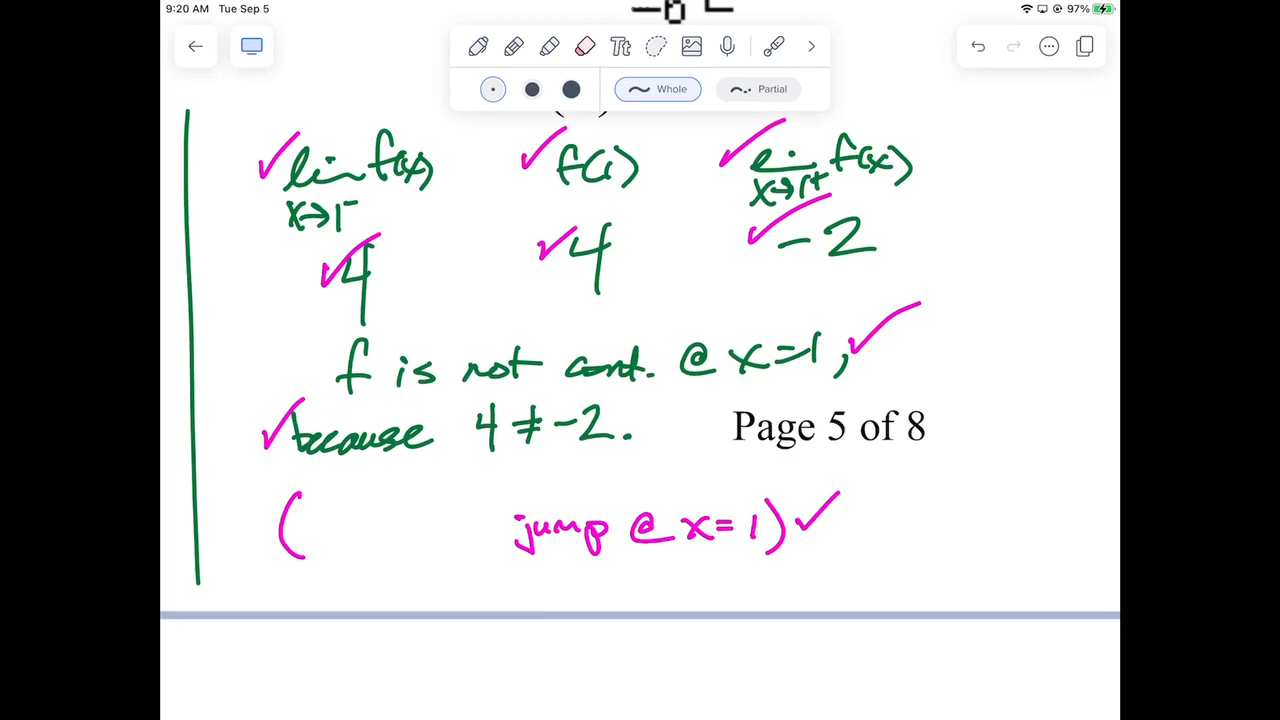 9:20 AM Tue Sep 5
97%
Tt
Whole Partial
lim f(x) f(1) lim f(x)
x→1⁻ x→1⁺
4 4 -2
f is not cont. @ x=1,
because 4 ≠ -2.
Page 5 of 8
( jump @ x=1)